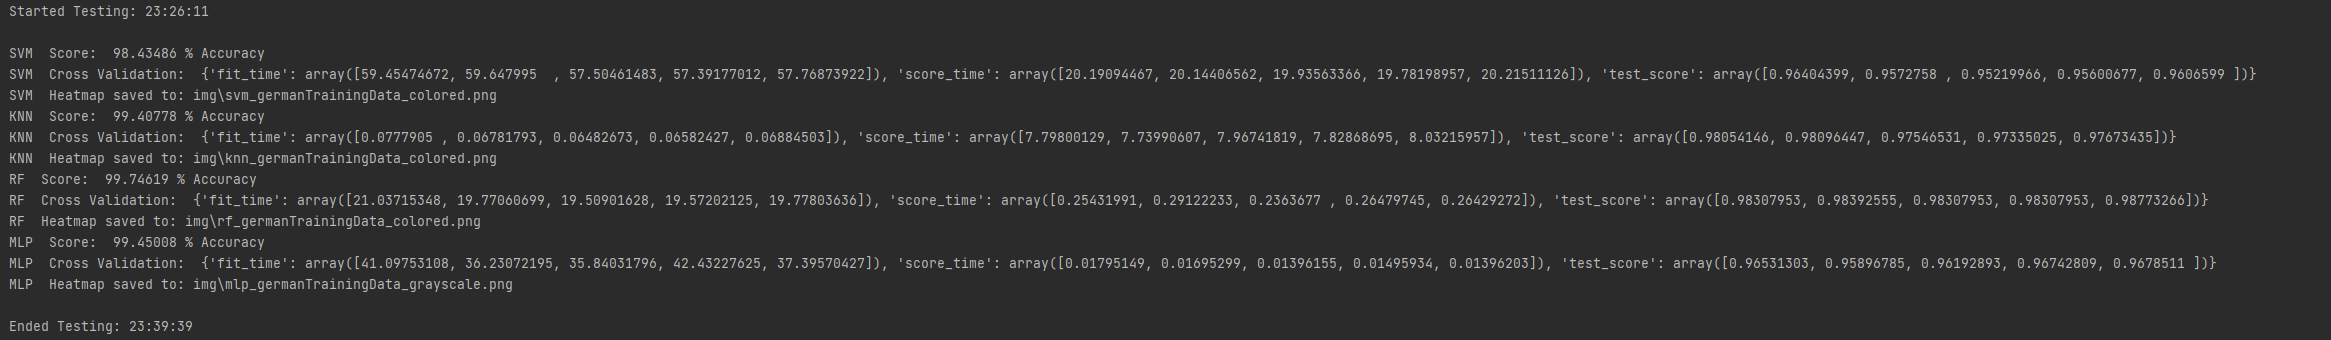 Started Testing: 23:26:11
SVM  Score:  98.43486 % Accuracy
SVM  Cross Validation:  {'fit_time': array([59.45474672, 59.647995  , 57.50461483, 57.39177012, 57.76873922]), 'score_time': array([20.19094467, 20.14406562, 19.93563366, 19.78198957, 20.21511126]), 'test_score': array([0.96404399, 0.9572758 , 0.95219966, 0.95600677, 0.9606599 ])}
SVM  Heatmap saved to: img\svm_germanTrainingData_colored.png
KNN  Score:  99.40778 % Accuracy
KNN  Cross Validation:  {'fit_time': array([0.0777905 , 0.06781793, 0.06482673, 0.06582427, 0.06884503]), 'score_time': array([7.79800129, 7.73990607, 7.96741819, 7.82868695, 8.03215957]), 'test_score': array([0.98054146, 0.98096447, 0.97546531, 0.97335025, 0.97673435])}
KNN  Heatmap saved to: img\knn_germanTrainingData_colored.png
RF  Score:  99.74619 % Accuracy
RF  Cross Validation:  {'fit_time': array([21.03715348, 19.77060699, 19.50901628, 19.57202125, 19.77803636]), 'score_time': array([0.25431991, 0.29122233, 0.2363677 , 0.26479745, 0.26429272]), 'test_score': array([0.98307953, 0.98392555, 0.98307953, 0.98307953, 0.98773266])}
RF  Heatmap saved to: img\rf_germanTrainingData_colored.png
MLP  Score:  99.45008 % Accuracy
MLP  Cross Validation:  {'fit_time': array([41.09753108, 36.23072195, 35.84031796, 42.43227625, 37.39570427]), 'score_time': array([0.01795149, 0.01695299, 0.01396155, 0.01495934, 0.01396203]), 'test_score': array([0.96531303, 0.95896785, 0.96192893, 0.96742809, 0.9678511 ])}
MLP  Heatmap saved to: img\mlp_germanTrainingData_grayscale.png
Ended Testing: 23:39:39